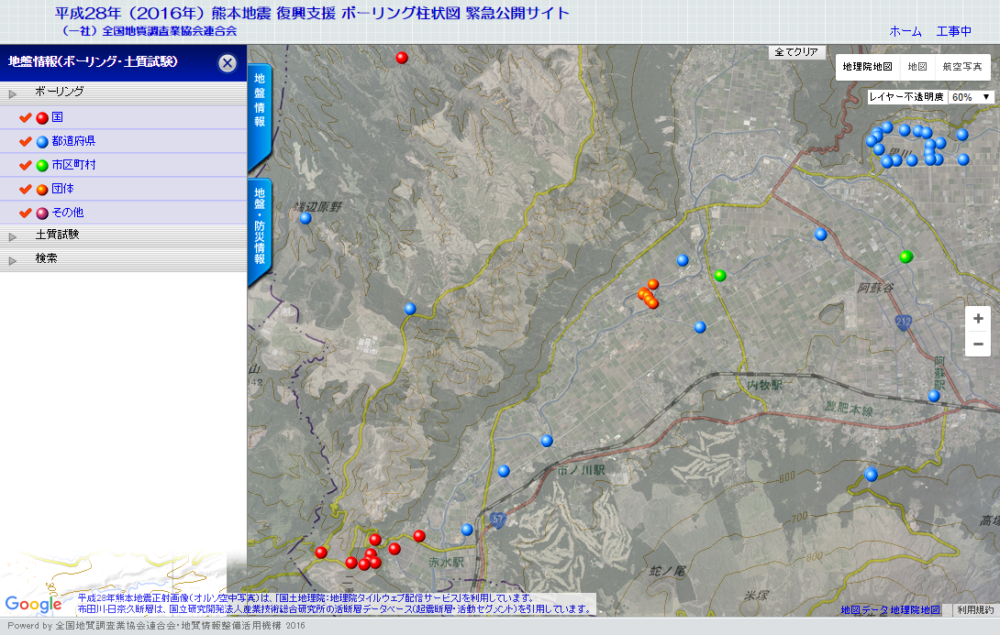 平成28年（2016年）熊本地震 復興支援 ボーリング柱状図 緊急公開サイト
（一社）全国地質調査業協会連合会
ホーム 工事中
地盤情報(ボーリング・土質試験)
ボーリング
国
都道府県
市区町村
団体
その他
土質試験
検索
地盤情報
地盤・防災情報
全てクリア
地理院地図 地図 航空写真
レイヤー不透明度 60%
黒川
端辺原野
阿蘇谷
212
阿蘇駅
内牧駅
豊肥本線
市ノ川駅
57
赤水駅
600
700
800
高塚
蛇ノ尾
米塚
山
942
+
−
Google
平成28年熊本地震正射画像(オルソ空中写真)は、「国土地理院：地理院タイルウェブ配信サービス」を利用しています。
布田川・日奈久断層は、国立研究開発法人産業技術総合研究所の活断層データベース(起震断層・活動セグメント)を引用しています。
地図データ地理院地図 利用規約
Powerd by 全国地質調査業協会連合会・地質情報整備活用機構 2016